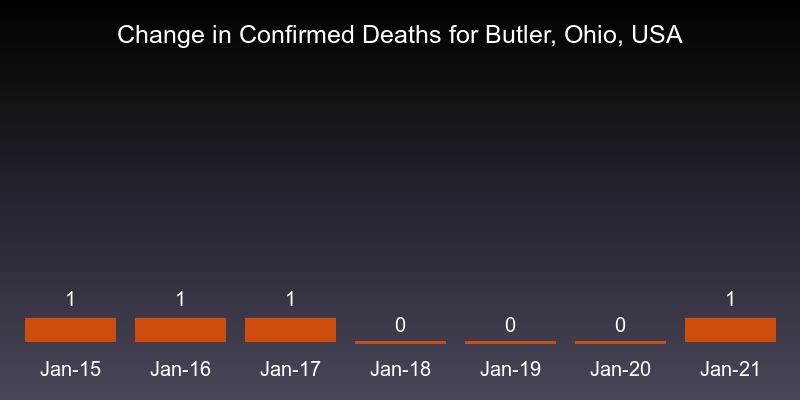 Change in Confirmed Deaths for Butler, Ohio, USA
1 1 1 0 0 0 1
Jan-15 Jan-16 Jan-17 Jan-18 Jan-19 Jan-20 Jan-21